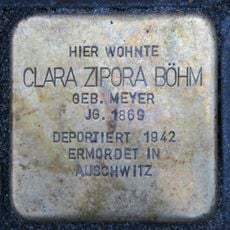 HIER WOHNTE
CLARA ZIPORA BÖHM
GEB. MEYER
JG. 1869
DEPORTIERT 1942
ERMORDET IN
AUSCHWITZ